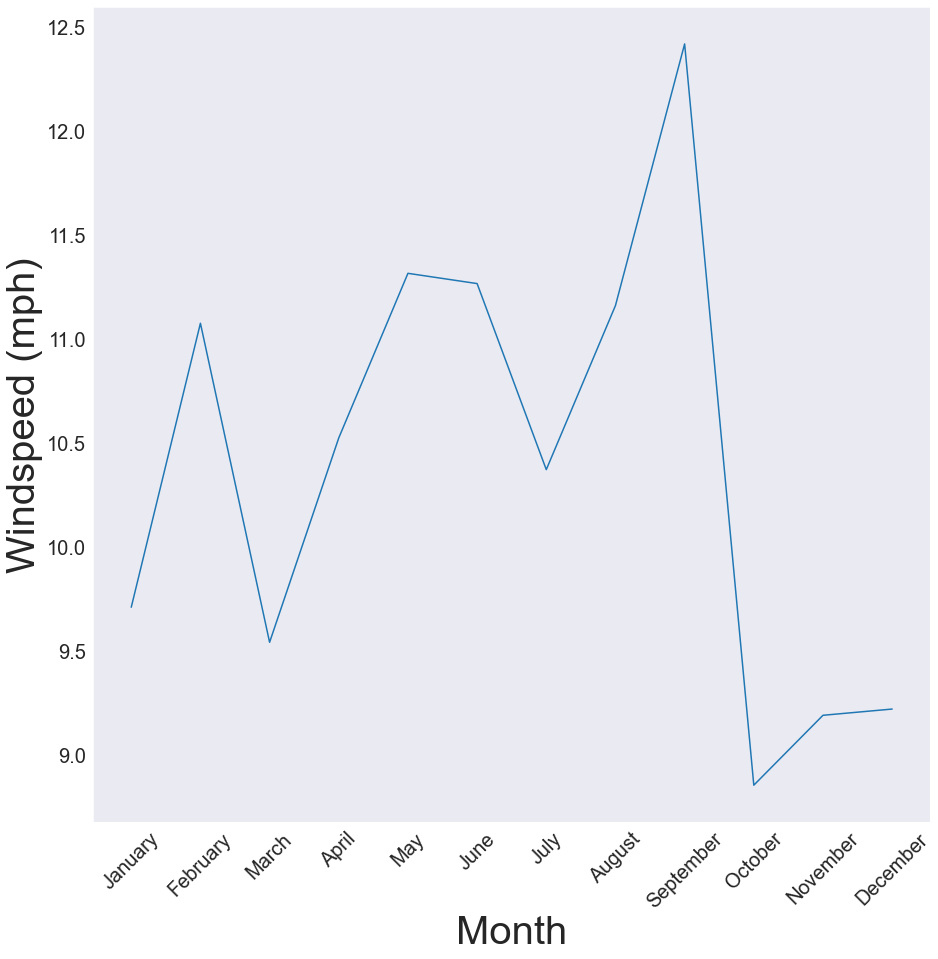 12.5
12.0
11.5
11.0
10.5
10.0
9.5
9.0
Windspeed (mph)
January
February
March
April
May
June
July
August
September
October
November
December
Month